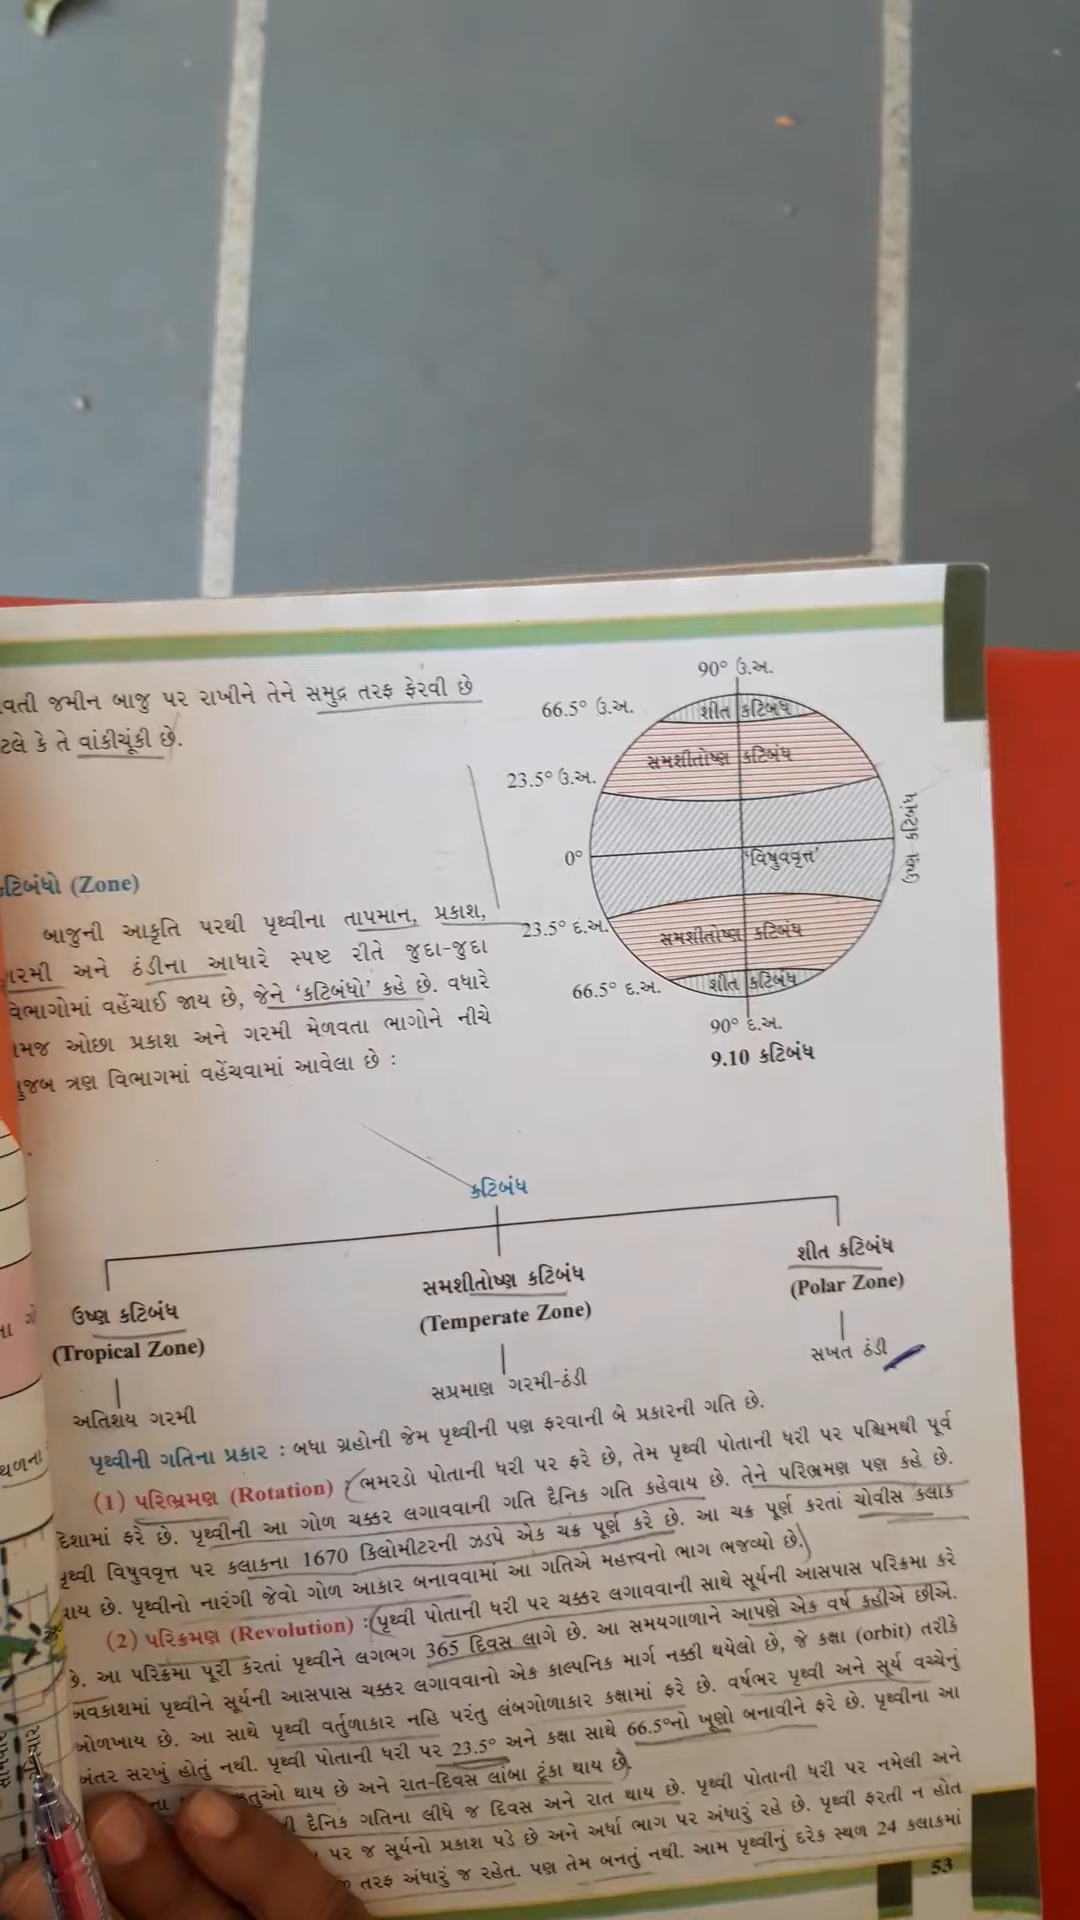 વતી જમીન બાજુ પર રાખીને તેને સમુદ્ર તરફ ફેરવી છે
ટલે કે તે વાંકીચૂંકી છે.
90° ઉ.અ.
66.5° ઉ.અ.
શીત કટિબંધ
સમશીતોષ્ણ કટિબંધ
23.5° ઉ.અ.
0°
'વિષુવવૃત્ત'
ઉષ્ણ કટિબંધ
23.5° દ.અ.
સમશીતોષ્ણ કટિબંધ
66.5° દ.અ.
શીત કટિબંધ
90° દ.અ.
9.10 કટિબંધ
કટિબંધો (Zone)
બાજુની આકૃતિ પરથી પૃથ્વીના તાપમાન, પ્રકાશ,
ગરમી અને ઠંડીના આધારે સ્પષ્ટ રીતે જુદા-જુદા
વિભાગોમાં વહેંચાઈ જાય છે, જેને 'કટિબંધો' કહે છે. વધારે
મજ ઓછા પ્રકાશ અને ગરમી મેળવતા ભાગોને નીચે
મુજબ ત્રણ વિભાગમાં વહેંચવામાં આવેલા છે :
કટિબંધ
ઉષ્ણ કટિબંધ
(Tropical Zone)
અતિશય ગરમી
સમશીતોષ્ણ કટિબંધ
(Temperate Zone)
સપ્રમાણ ગરમી-ઠંડી
શીત કટિબંધ
(Polar Zone)
સખત ઠંડી
પૃથ્વીની ગતિના પ્રકાર : બધા ગ્રહોની જેમ પૃથ્વીની પણ ફરવાની બે પ્રકારની ગતિ છે.
(1) પરિભ્રમણ (Rotation) : ભમરડો પોતાની ધરી પર ફરે છે, તેમ પૃથ્વી પોતાની ધરી પર પશ્ચિમથી પૂર્વ
દિશામાં ફરે છે. પૃથ્વીની આ ગોળ ચક્કર લગાવવાની ગતિ દૈનિક ગતિ કહેવાય છે. તેને પરિભ્રમણ પણ કહે છે.
પૃથ્વી વિષુવવૃત્ત પર કલાકના 1670 કિલોમીટરની ઝડપે એક ચક્ર પૂર્ણ કરે છે. આ ચક્ર પૂર્ણ કરતાં ચોવીસ કલાક
થાય છે. પૃથ્વીનો નારંગી જેવો ગોળ આકાર બનાવવામાં આ ગતિએ મહત્ત્વનો ભાગ ભજવ્યો છે.
(2) પરિક્રમણ (Revolution) : પૃથ્વી પોતાની ધરી પર ચક્કર લગાવવાની સાથે સૂર્યની આસપાસ પરિક્રમા કરે
છે. આ પરિક્રમા પૂરી કરતાં પૃથ્વીને લગભગ 365 દિવસ લાગે છે. આ સમયગાળાને આપણે એક વર્ષ કહીએ છીએ.
અવકાશમાં પૃથ્વીને સૂર્યની આસપાસ ચક્કર લગાવવાનો એક કાલ્પનિક માર્ગ નક્કી થયેલો છે, જે કક્ષા (orbit) તરીકે
ઓળખાય છે. આ સાથે પૃથ્વી વર્તુળાકાર નહિ પરંતુ લંબગોળાકાર કક્ષામાં ફરે છે. વર્ષભર પૃથ્વી અને સૂર્ય વચ્ચેનું
અંતર સરખું હોતું નથી. પૃથ્વી પોતાની ધરી પર 23.5° અને કક્ષા સાથે 66.5°નો ખૂણો બનાવીને ફરે છે. પૃથ્વીના આ
ઋતુઓ થાય છે અને રાત-દિવસ લાંબા ટૂંકા થાય છે.
દૈનિક ગતિના લીધે જ દિવસ અને રાત થાય છે. પૃથ્વી પોતાની ધરી પર નમેલી અને
પર જ સૂર્યનો પ્રકાશ પડે છે અને અર્ધા ભાગ પર અંધારું રહે છે. પૃથ્વી ફરતી ન હોત
તરફ અંધારું જ રહેત. પણ તેમ બનતું નથી. આમ પૃથ્વીનું દરેક સ્થળ 24 કલાકમાં
53